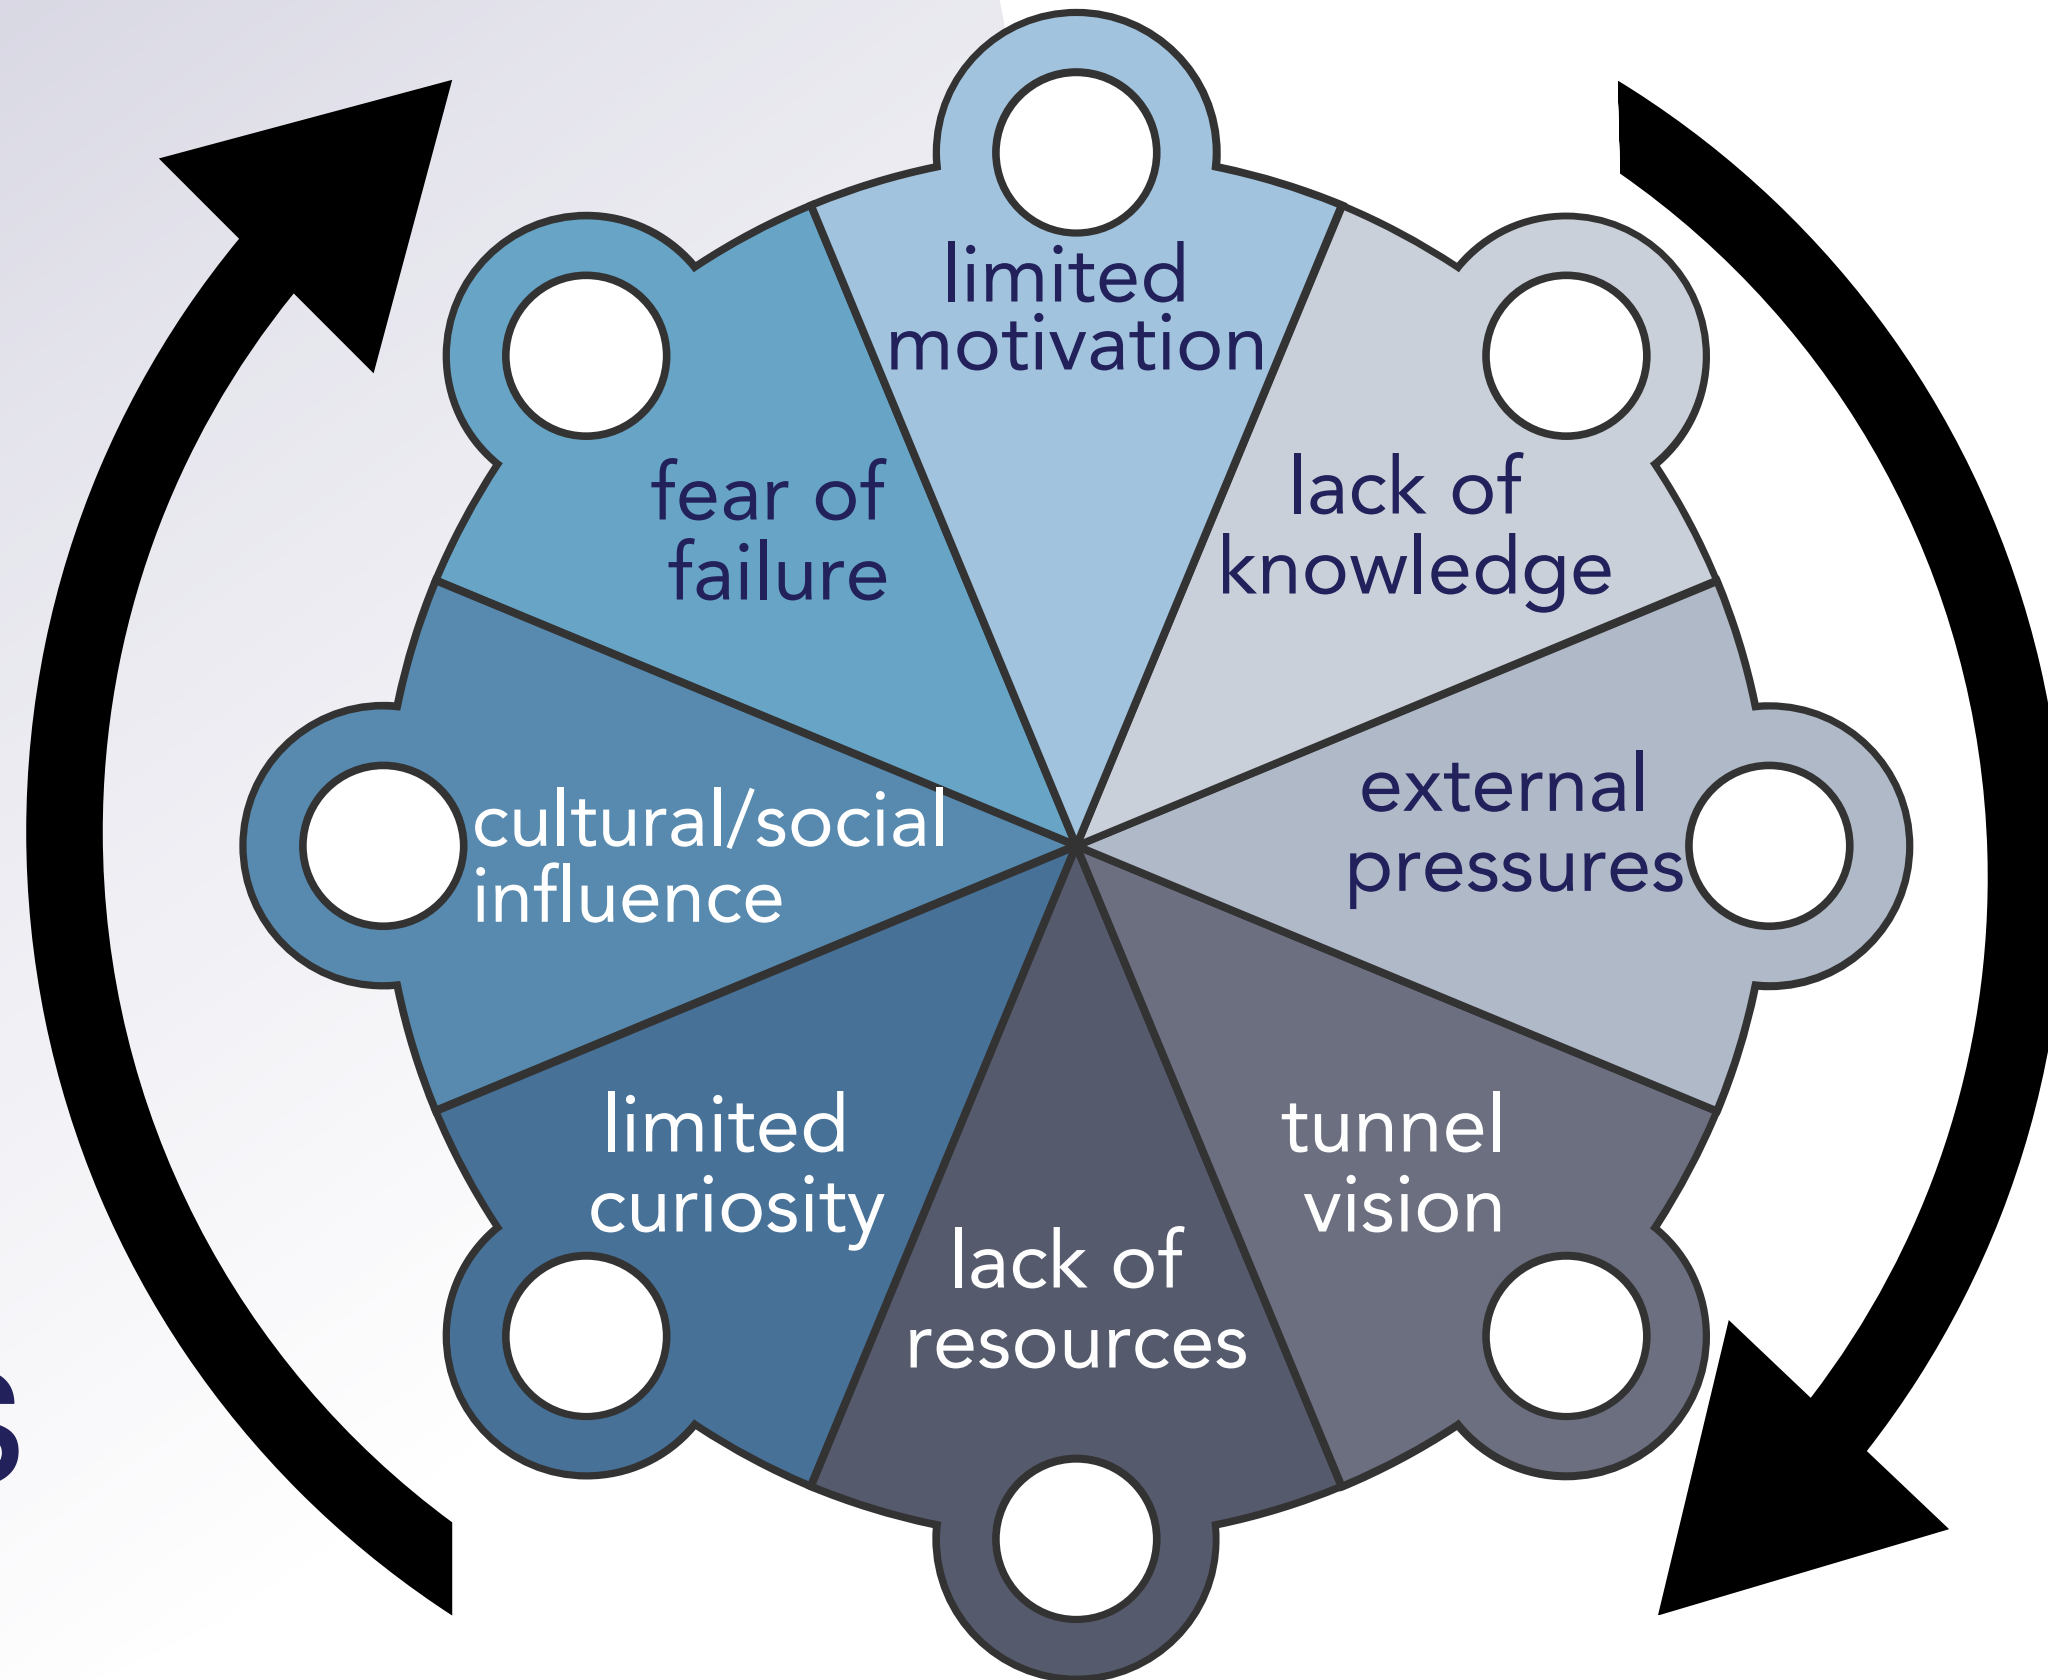 limited
motivation
lack of
knowledge
external
pressures
tunnel
vision
lack of
resources
limited
curiosity
cultural/social
influence
fear of
failure
s